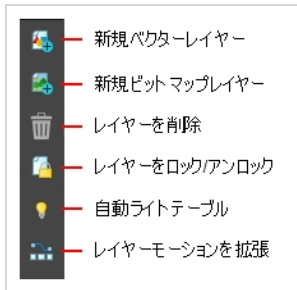 新規ベクターレイヤー
新規ビットマップレイヤー
レイヤーを削除
レイヤーをロック/アンロック
自動ライトテーブル
レイヤーモーションを拡張